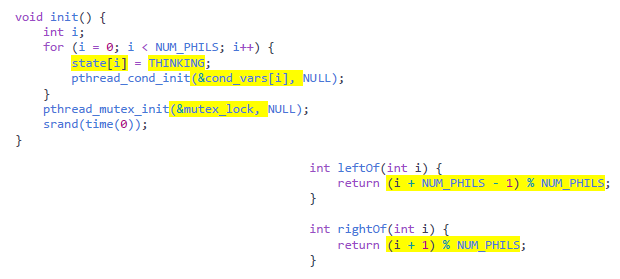 void init() {
    int i;
    for (i = 0; i < NUM_PHILS; i++) {
        state[i] = THINKING;
        pthread_cond_init(&cond_vars[i], NULL);
    }
    pthread_mutex_init(&mutex_lock, NULL);
    srand(time(0));
}
int leftOf(int i) {
    return (i + NUM_PHILS - 1) % NUM_PHILS;
}
int rightOf(int i) {
    return (i + 1) % NUM_PHILS;
}